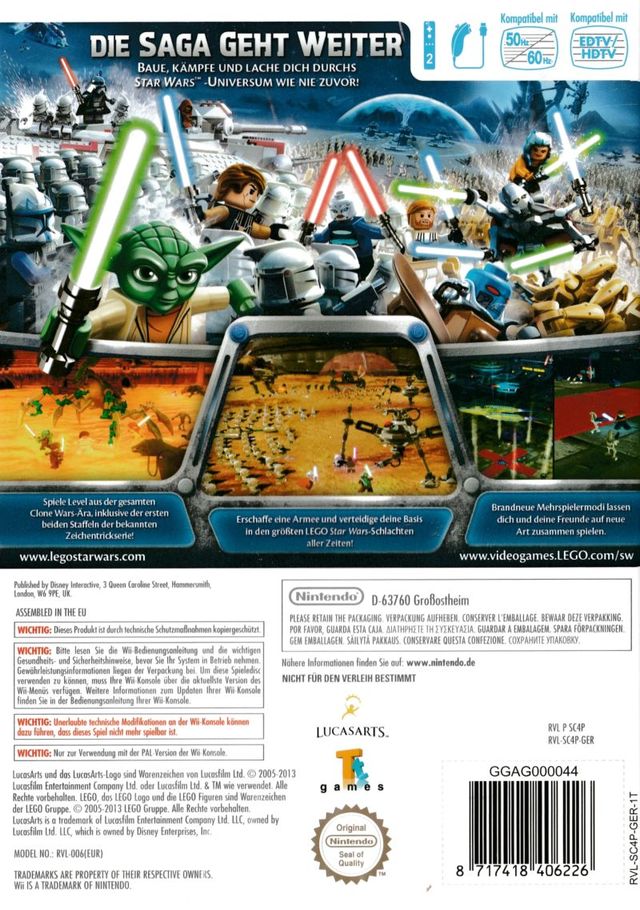 DIE SAGA GEHT WEITER
BAUE, KÄMPFE UND LACHE DICH DURCHS
STAR WARS™-UNIVERSUM WIE NIE ZUVOR!
2
Kompatibel mit
50Hz
60Hz
Kompatibel mit
EDTV/
HDTV
Spiele Level aus der gesamten
Clone Wars-Ära, inklusive der ersten
beiden Staffeln der bekannten
Zeichentrickserie!
Erschaffe eine Armee und verteidige deine Basis
in den größten LEGO Star Wars-Schlachten
aller Zeiten!
Brandneue Mehrspielermodi lassen
dich und deine Freunde auf neue
Art zusammen spielen.
www.legostarwars.com
www.videogames.LEGO.com/sw
Published by Disney Interactive, 3 Queen Caroline Street, Hammersmith,
London, W6 9PE, UK.
ASSEMBLED IN THE EU
WICHTIG: Dieses Produkt ist durch technische Schutzmaßnahmen kopiergeschützt.
WICHTIG: Bitte lesen Sie die Wii-Bedienungsanleitung und die wichtigen
Gesundheits- und Sicherheitshinweise, bevor Sie Ihr System in Betrieb nehmen.
Gewährleistungsinformationen liegen der Verpackung bei. Um diese Spieledisc
verwenden zu können, muss Ihre Wii-Konsole über die aktuellste Version des
Wii-Menüs verfügen. Weitere Informationen zum Updaten Ihrer Wii-Konsole
finden Sie in der Bedienungsanleitung Ihrer Wii-Konsole.
WICHTIG: Unerlaubte technische Modifikationen an der Wii-Konsole können
dazu führen, dass dieses Spiel nicht mehr spielbar ist.
WICHTIG: Nur zur Verwendung mit der PAL-Version der Wii-Konsole.
LucasArts und das LucasArts-Logo sind Warenzeichen von Lucasfilm Ltd. © 2005-2013
Lucasfilm Entertainment Company Ltd. oder Lucasfilm Ltd. & TM wie verwendet. Alle
Rechte vorbehalten. LEGO, das LEGO Logo und die LEGO Figuren sind Warenzeichen
der LEGO Gruppe. © 2005-2013 LEGO Gruppe. Alle Rechte vorbehalten.
LucasArts is a trademark of Lucasfilm Entertainment Company Ltd, owned by
Lucasfilm Ltd. LLC, which is owned by Disney Enterprises, Inc.
MODEL NO.: RVL-006(EUR)
TRADEMARKS ARE PROPERTY OF THEIR RESPECTIVE OWNERS.
Wii IS A TRADEMARK OF NINTENDO.
Nintendo D-63760 Großostheim
PLEASE RETAIN THE PACKAGING. VERPACKUNG AUFHEBEN. CONSERVER L'EMBALLAGE. BEWAAR DEZE VERPAKKING.
POR FAVOR, GUARDA ESTA CAJA. ΔΙΑΤΗΡΗΣΤΕ ΤΗ ΣΥΣΚΕΥΑΣΙΑ. GUARDAR A EMBALAGEM. SPARA FÖRPACKNINGEN.
GEM EMBALLAGEN. SÄILYTÄ PAKKAUS. CONSERVARE QUESTA CONFEZIONE. СОХРАНИТЕ УПАКОВКУ.
Nähere Informationen finden Sie auf: www.nintendo.de
NICHT FÜR DEN VERLEIH BESTIMMT
LUCASARTS™
Tt
games
Original
Nintendo
Seal of
Quality
TM
RVL P SC4P
RVL-SC4P-GER
GGAG000044
8 717418 406226
RVL-SC4P-GER-1T